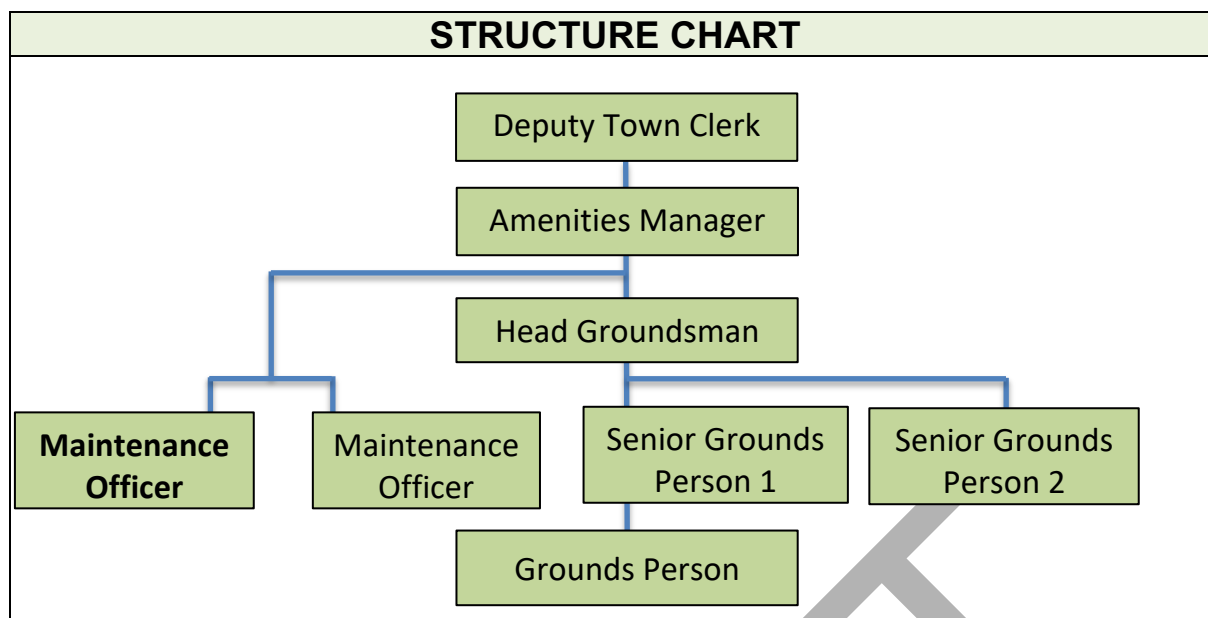 STRUCTURE CHART
Deputy Town Clerk
Amenities Manager
Head Groundsman
Maintenance
Officer
Maintenance
Officer
Senior Grounds
Person 1
Senior Grounds
Person 2
Grounds Person